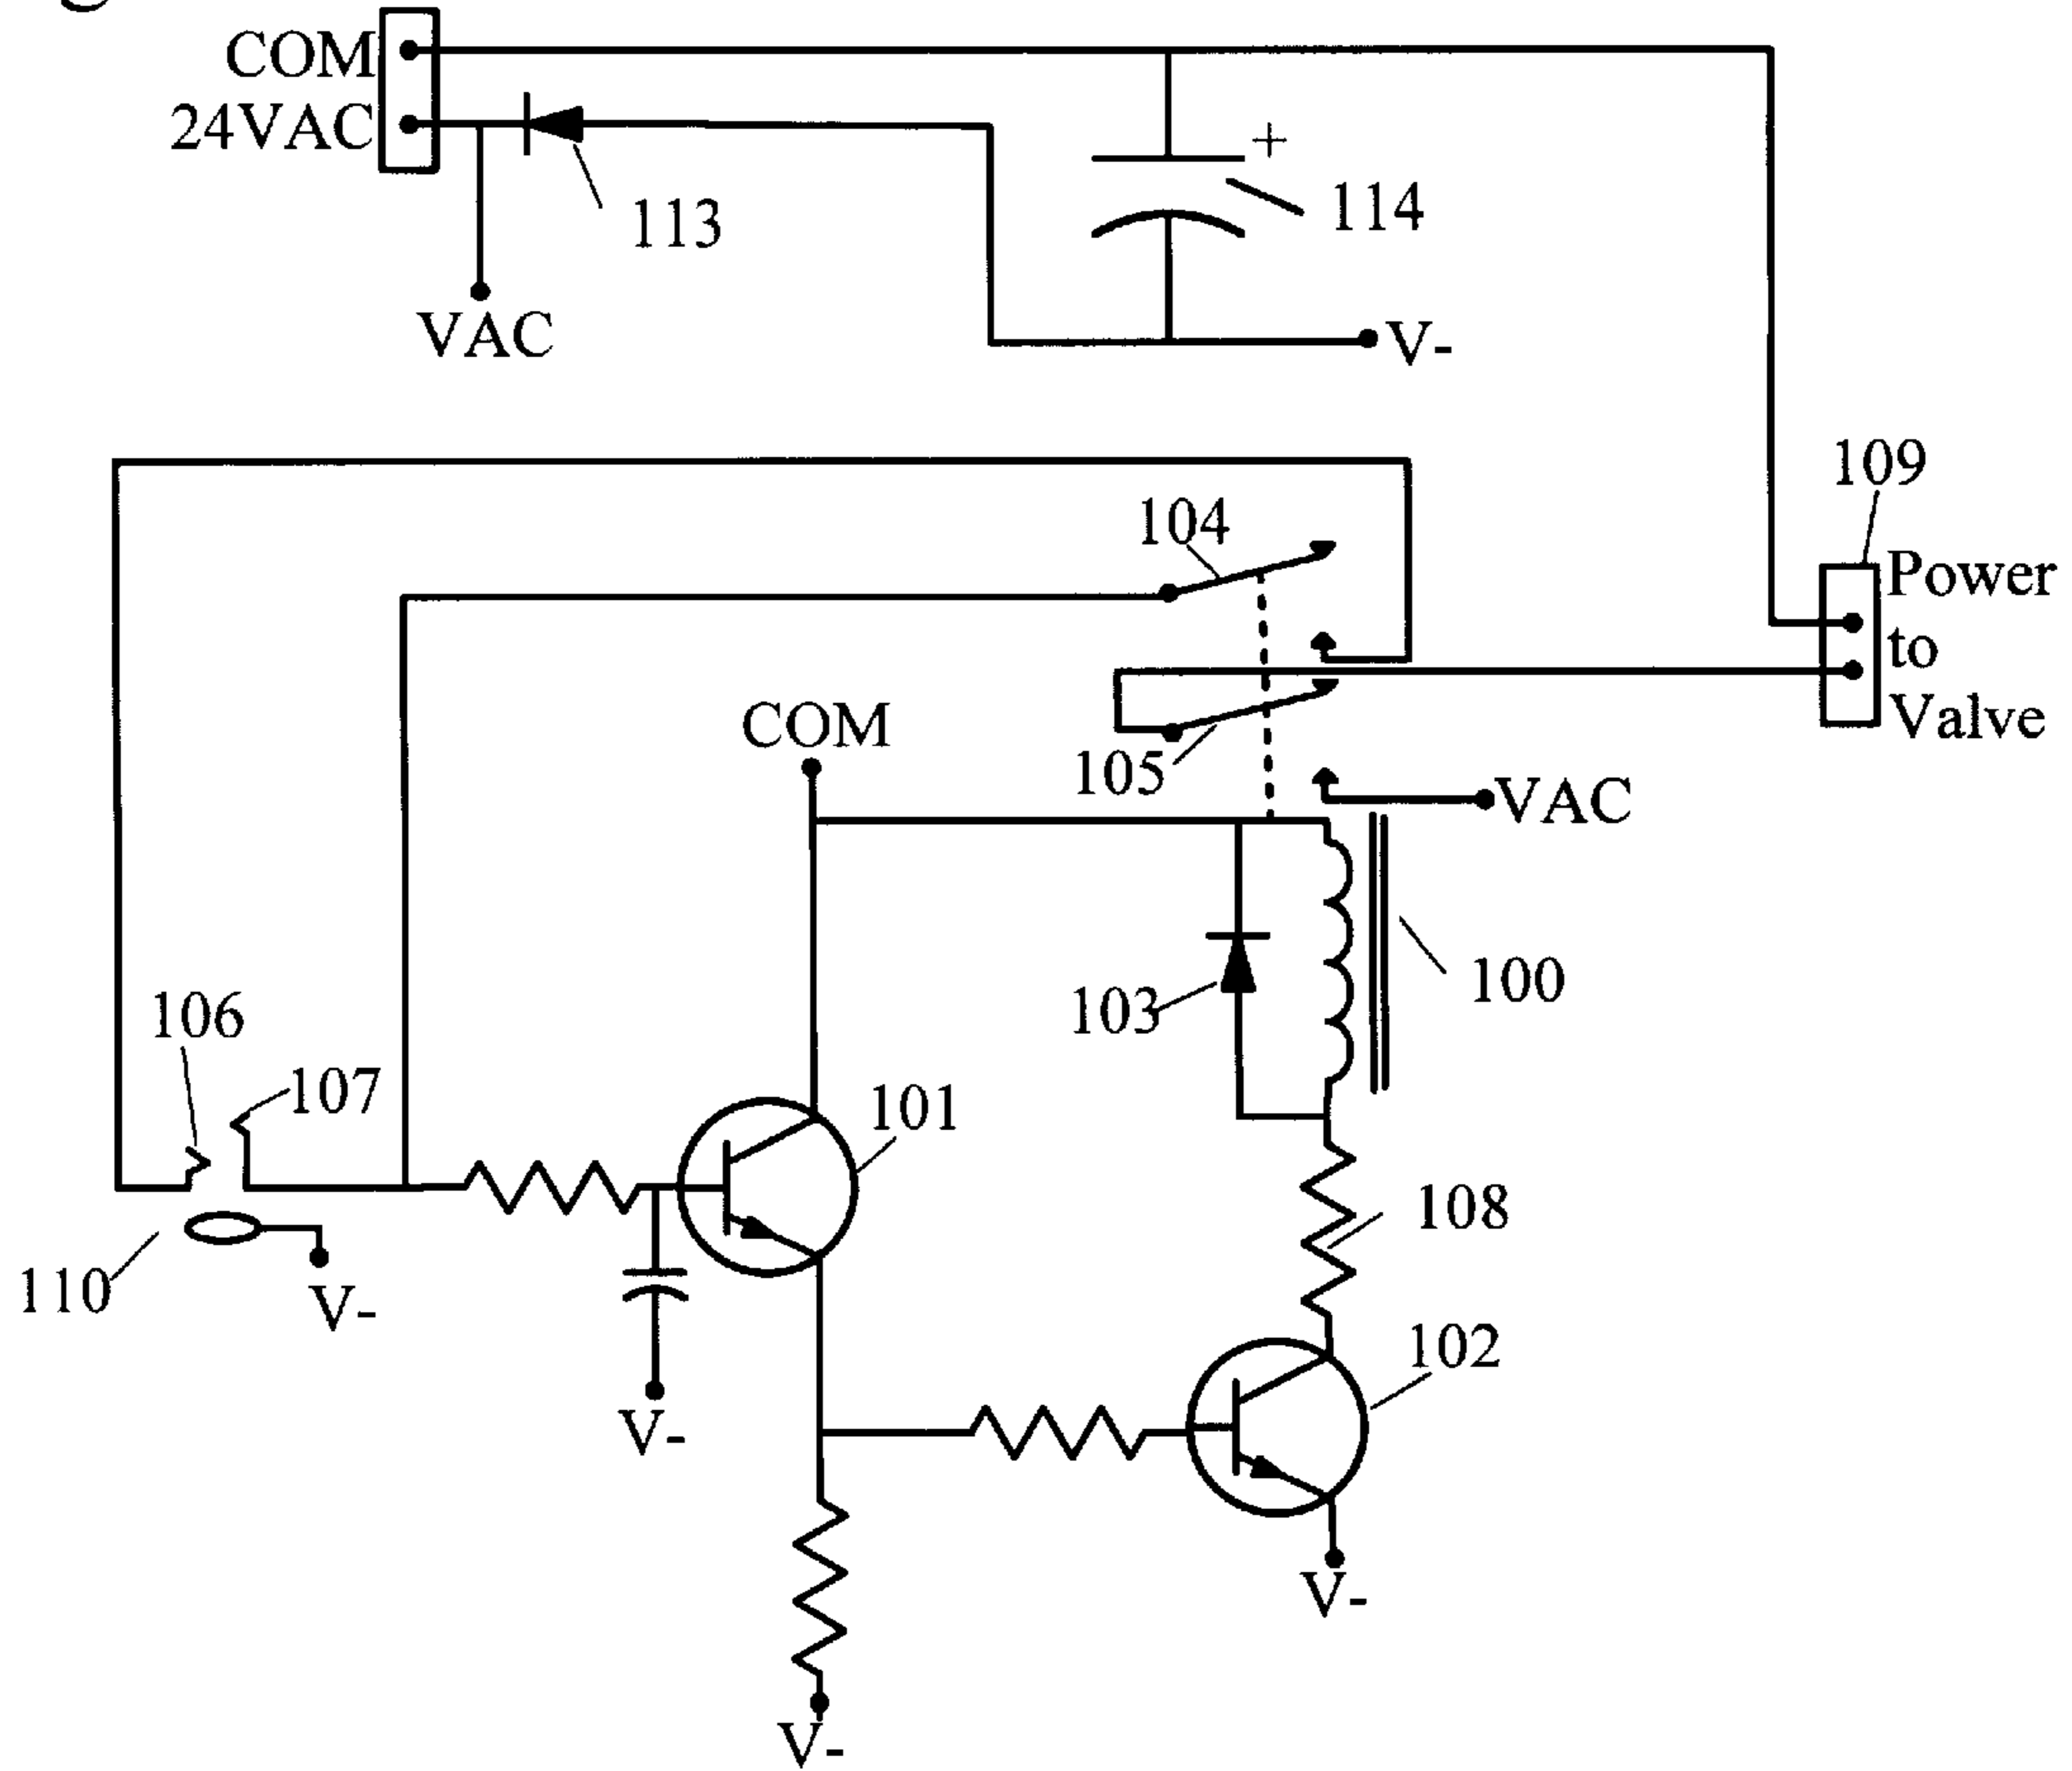 COM
24VAC
113
114
VAC
V-
109
104
Power
to
Valve
COM
105
VAC
106
103
100
107
101
110
V-
108
102
V-
V-
V-